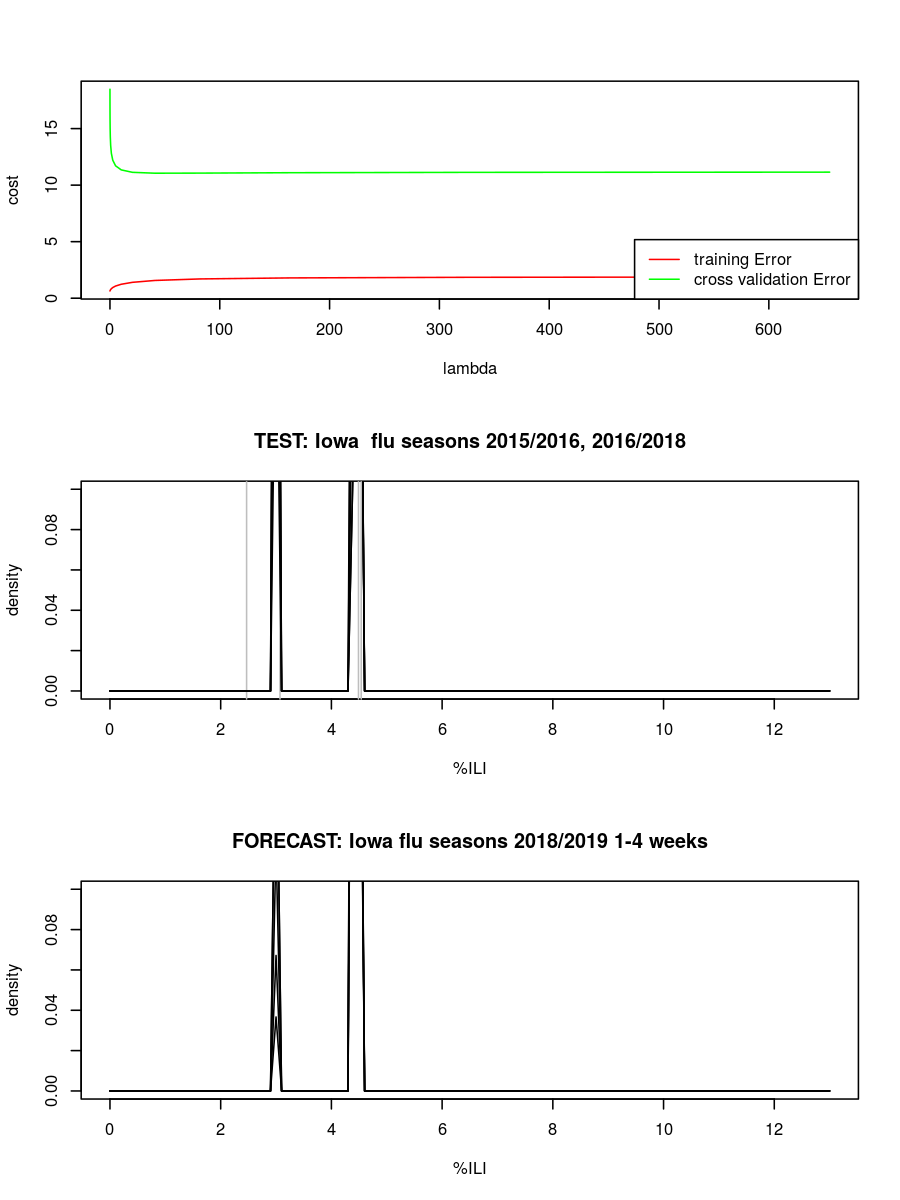 15
10
5
0
cost
training Error
cross validation Error
0 100 200 300 400 500 600
lambda
TEST: Iowa  flu seasons 2015/2016, 2016/2018
0.08
0.04
0.00
density
0 2 4 6 8 10 12
%ILI
FORECAST: Iowa flu seasons 2018/2019 1-4 weeks
0.08
0.04
0.00
density
0 2 4 6 8 10 12
%ILI